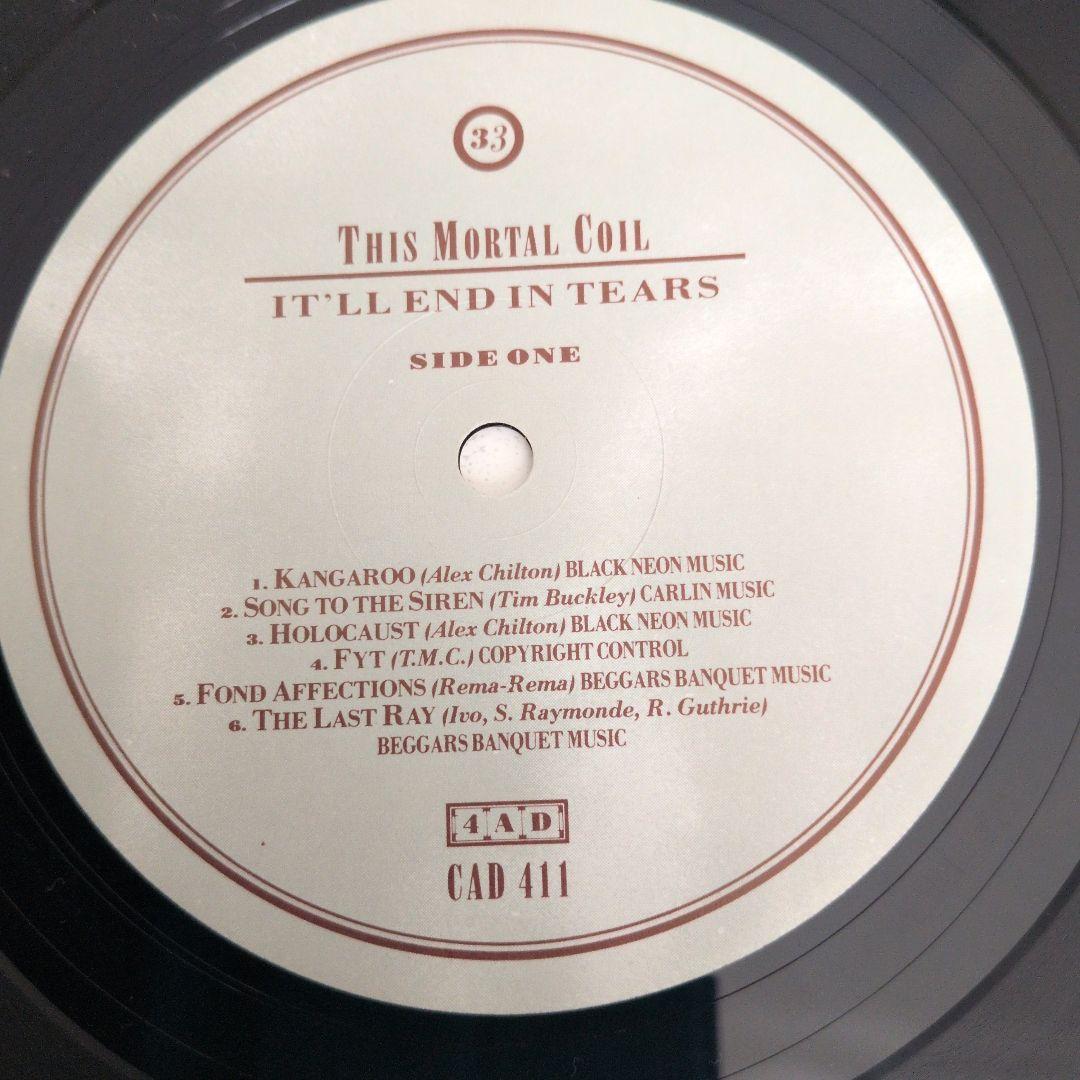 33
THIS MORTAL COIL
IT'LL END IN TEARS
SIDE ONE
1. KANGAROO (Alex Chilton) BLACK NEON MUSIC
2. SONG TO THE SIREN (Tim Buckley) CARLIN MUSIC
3. HOLOCAUST (Alex Chilton) BLACK NEON MUSIC
4. FYT (T.M.C.) COPYRIGHT CONTROL
5. FOND AFFECTIONS (Rema-Rema) BEGGARS BANQUET MUSIC
6. THE LAST RAY (Ivo, S. Raymonde, R. Guthrie)
BEGGARS BANQUET MUSIC
4AD
CAD 411